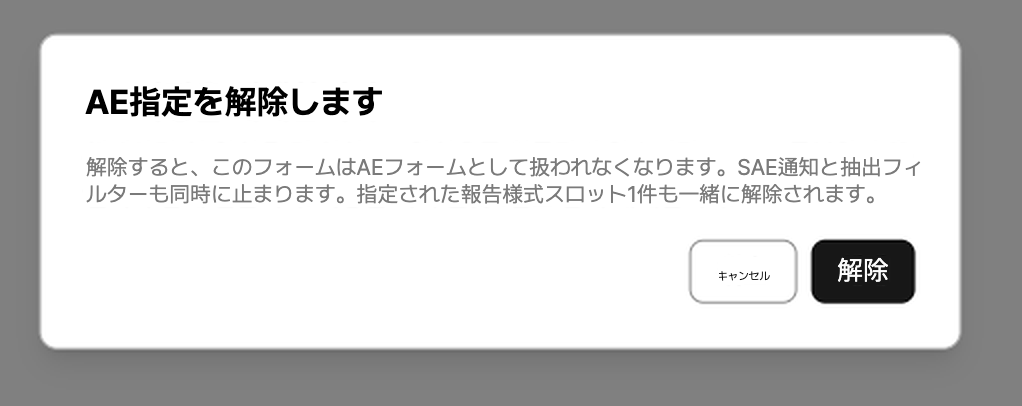 AE指定を解除します
解除すると、このフォームはAEフォームとして扱われなくなります。SAE通知と抽出フィ
ルターも同時に止まります。指定された報告様式スロット1件も一緒に解除されます。
キャンセル
解除